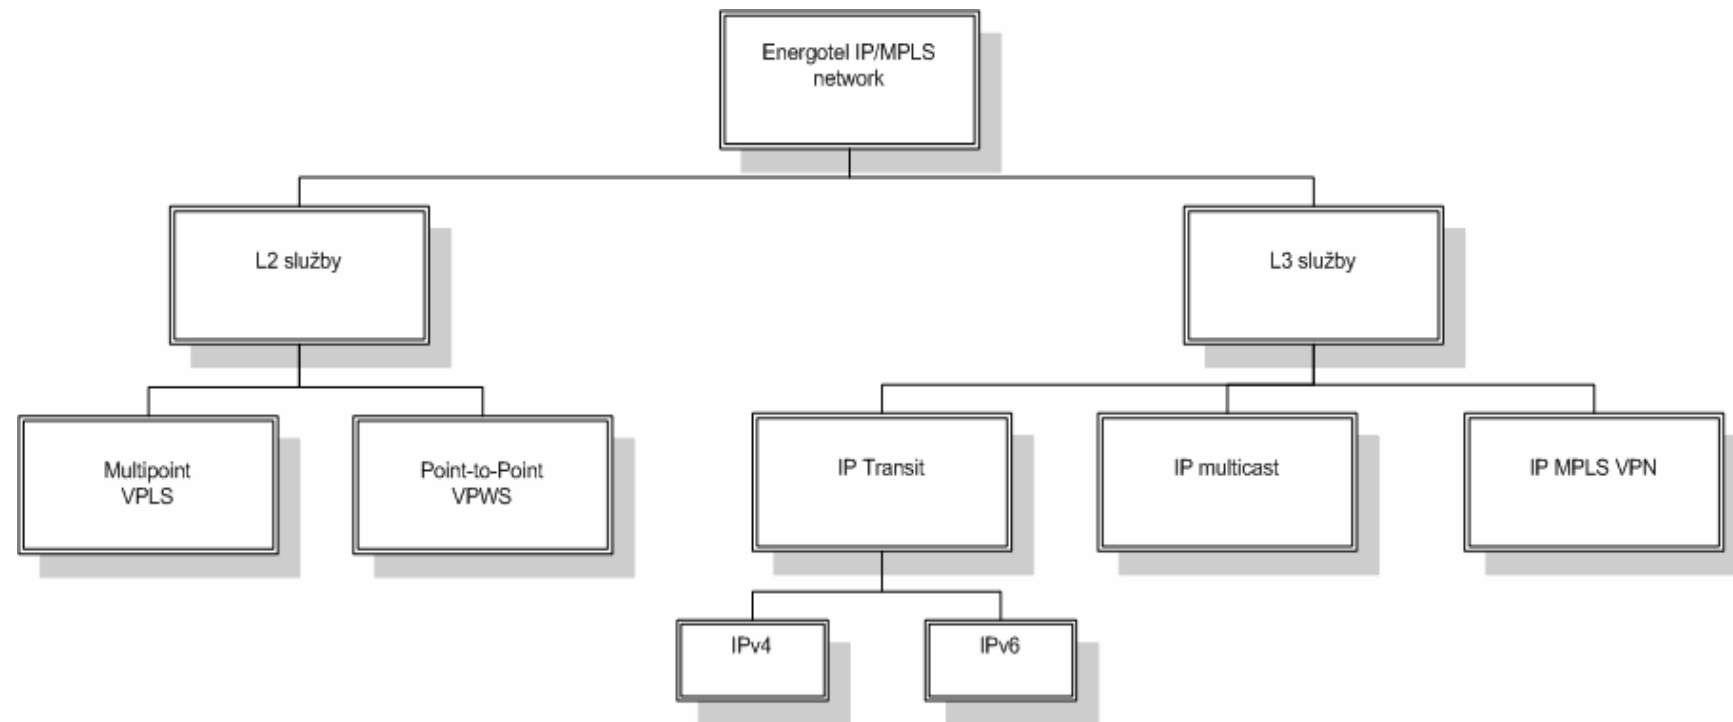 Energotel IP/MPLS
network
L2 služby
L3 služby
Multipoint
VPLS
Point-to-Point
VPWS
IP Transit
IP multicast
IP MPLS VPN
IPv4
IPv6